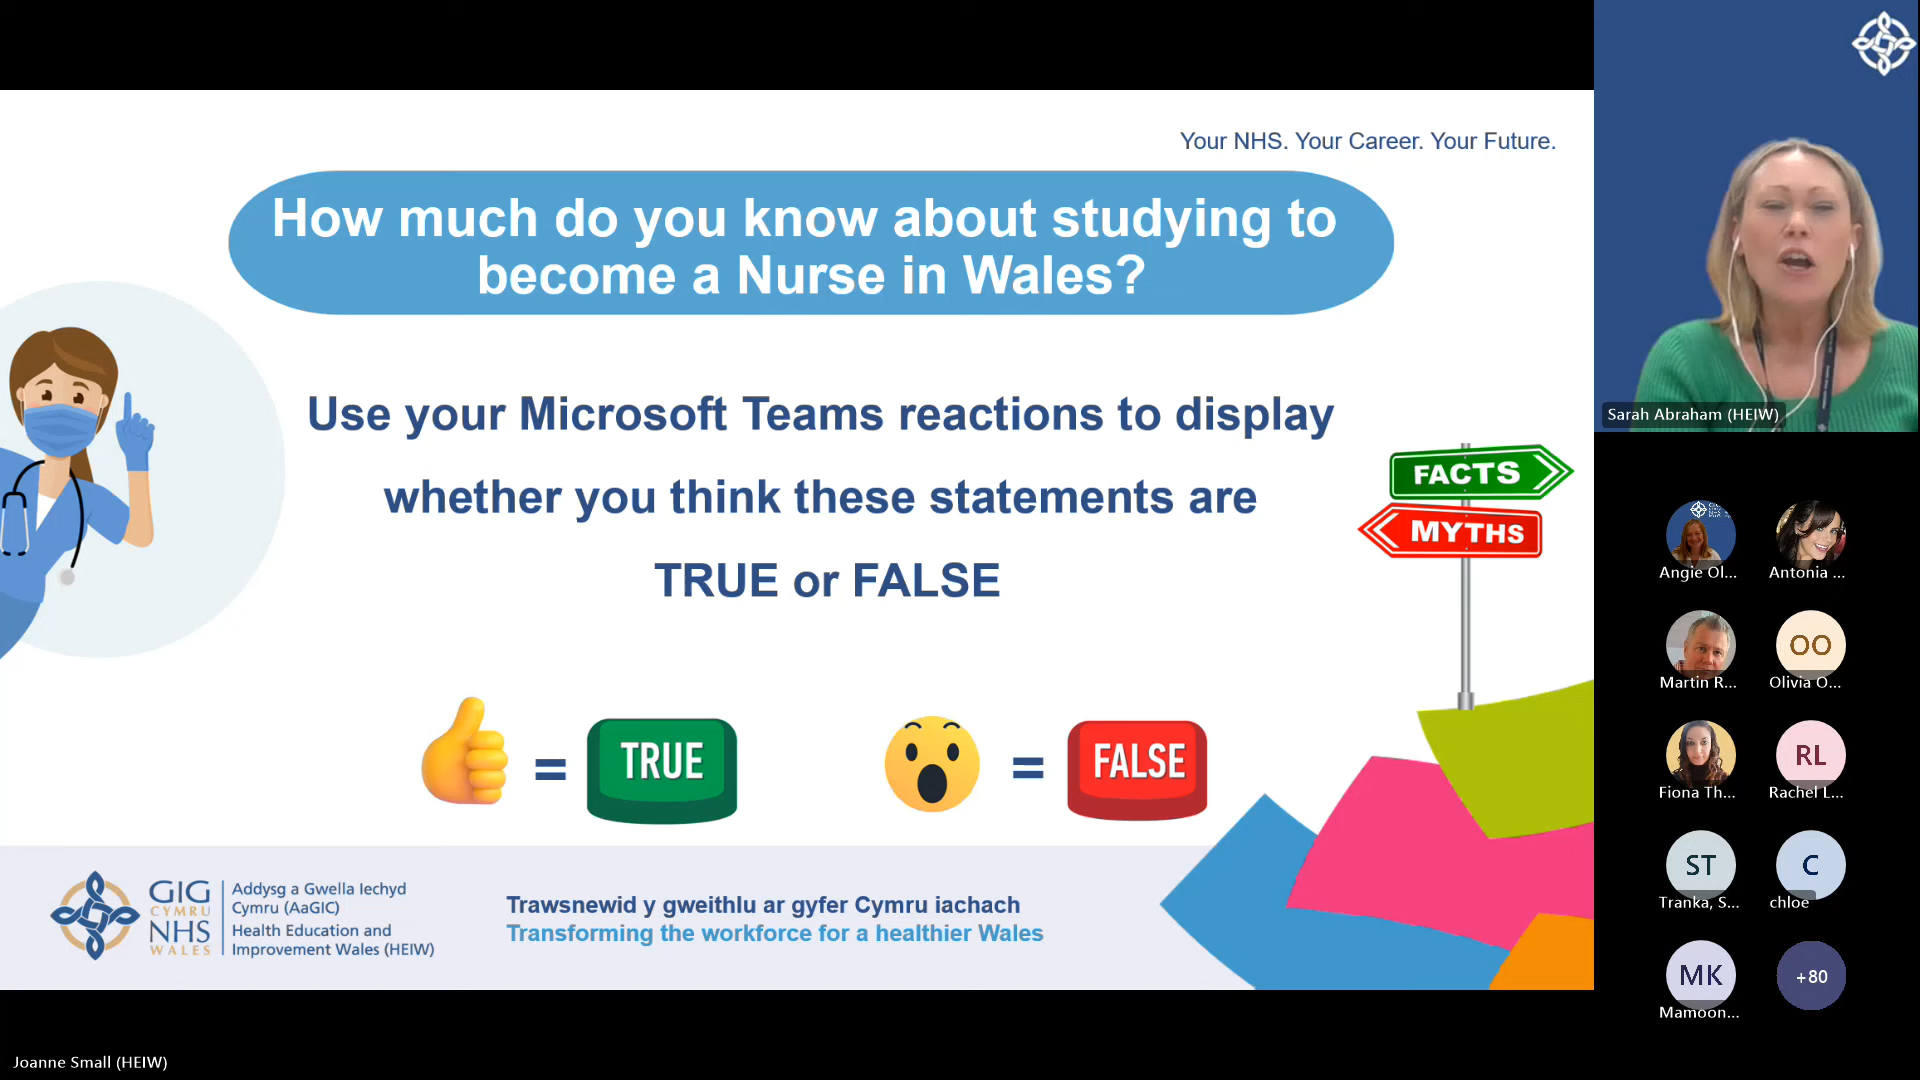 Your NHS. Your Career. Your Future.
How much do you know about studying to
become a Nurse in Wales?
Use your Microsoft Teams reactions to display
whether you think these statements are
TRUE or FALSE
FACTS
MYTHS
= TRUE
= FALSE
GIG
CYMRU
NHS
WALES
Addysg a Gwella Iechyd
Cymru (AaGIC)
Health Education and
Improvement Wales (HEIW)
Trawsnewid y gweithlu ar gyfer Cymru iachach
Transforming the workforce for a healthier Wales
Joanne Small (HEIW)
Sarah Abraham (HEIW)
Angie Ol...
Antonia ...
Martin R...
OO
Olivia O...
Fiona Th...
RL
Rachel L...
ST
Tranka, S...
C
chloe
MK
Mamoon...
+80